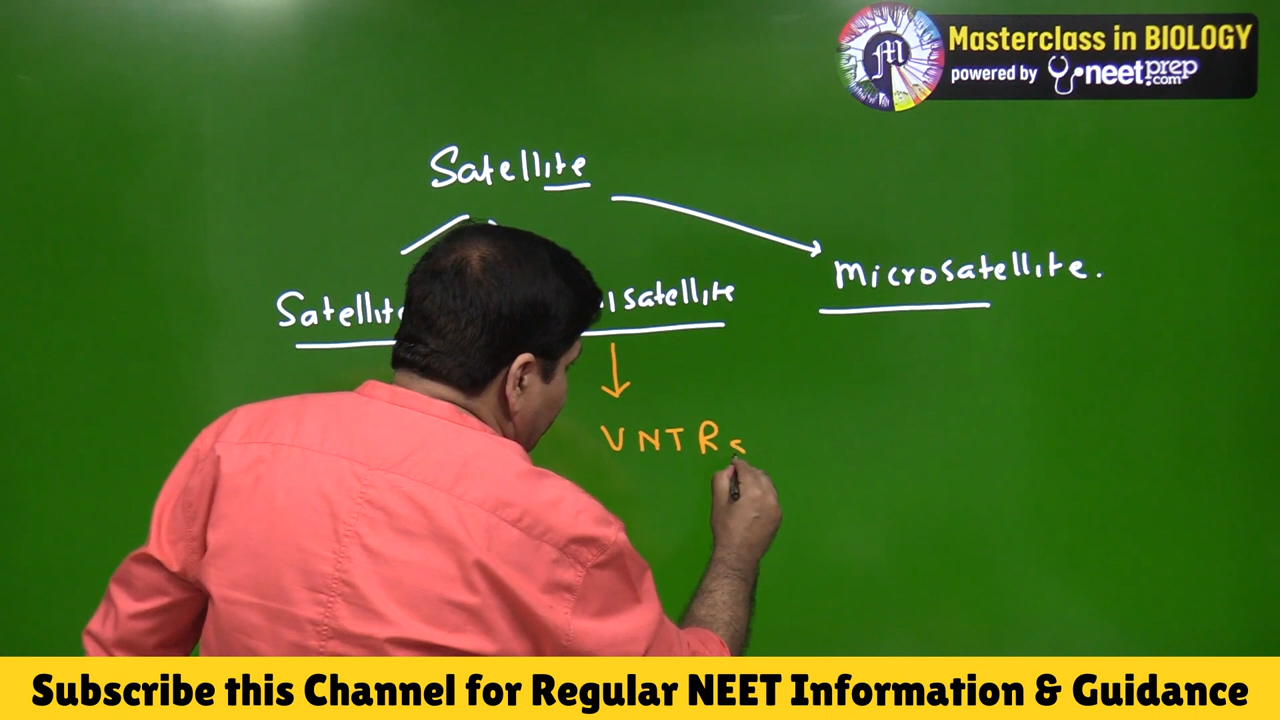 Masterclass in BIOLOGY
powered by neetprep.com
M
Satellite
Microsatellite.
Satellite isatellite
VNTRs
Subscribe this Channel for Regular NEET Information & Guidance